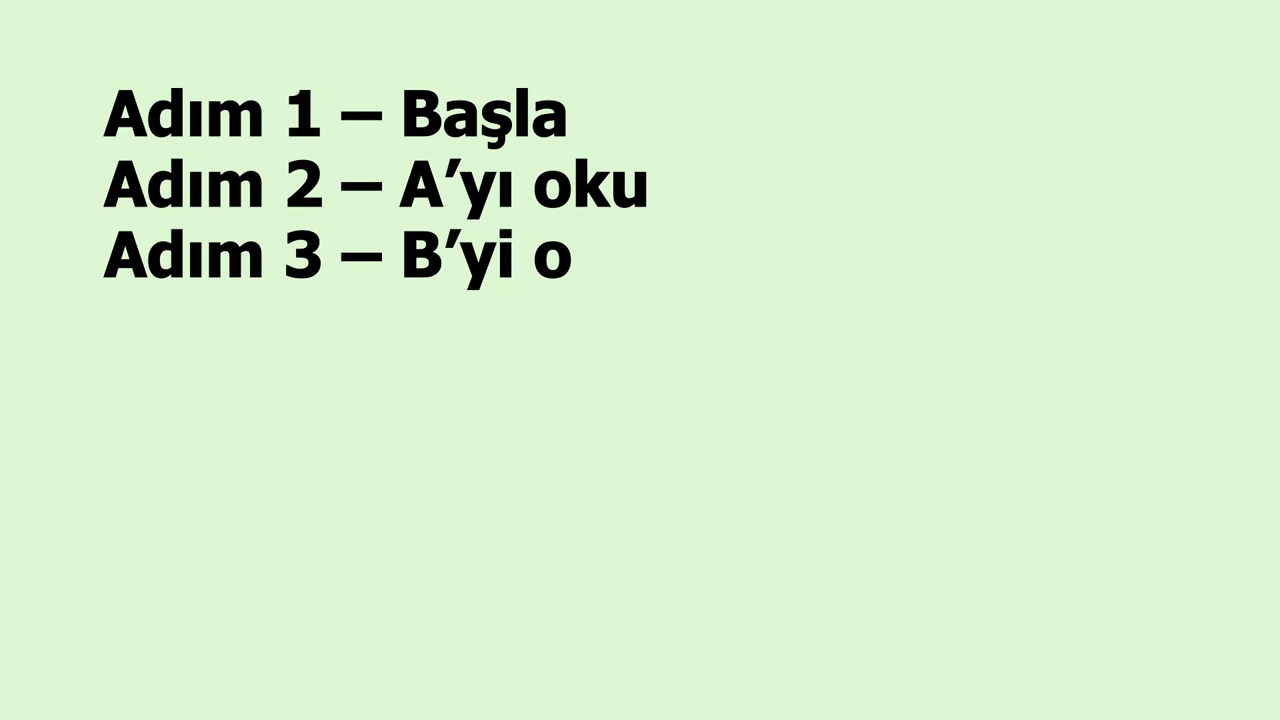 Adım 1 – Başla
Adım 2 – A’yı oku
Adım 3 – B’yi o